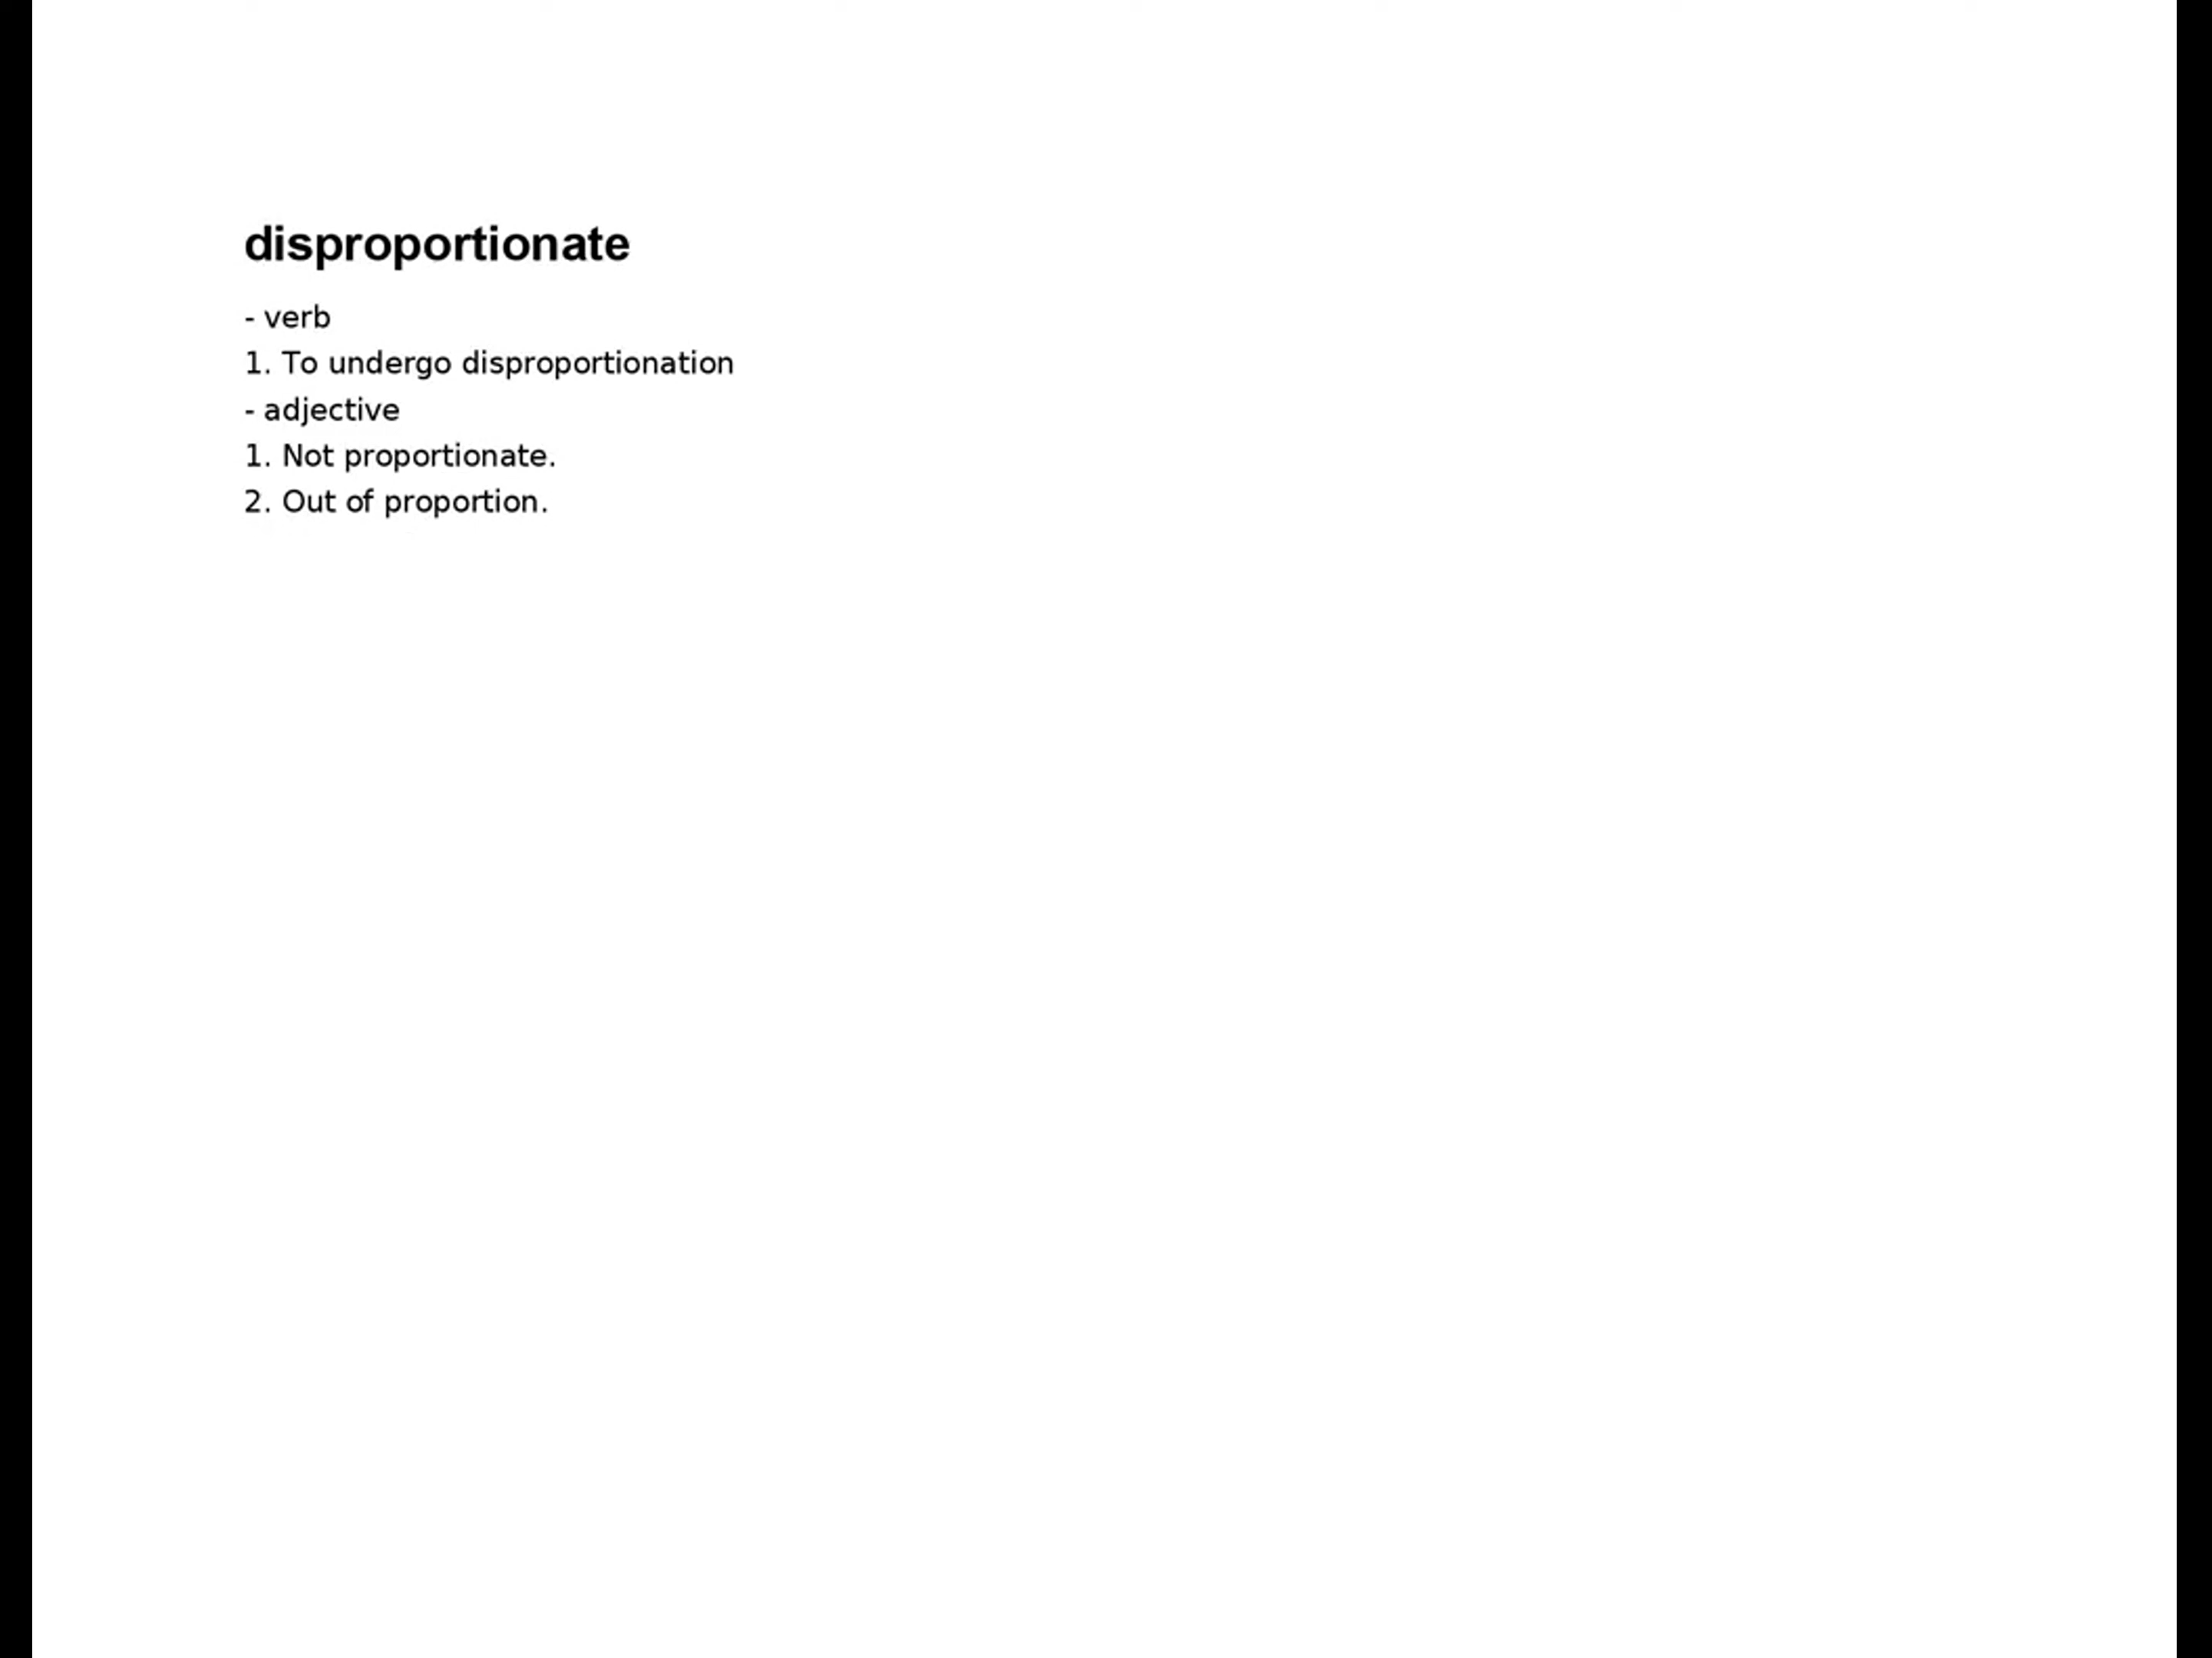 disproportionate
- verb
1. To undergo disproportionation
- adjective
1. Not proportionate.
2. Out of proportion.